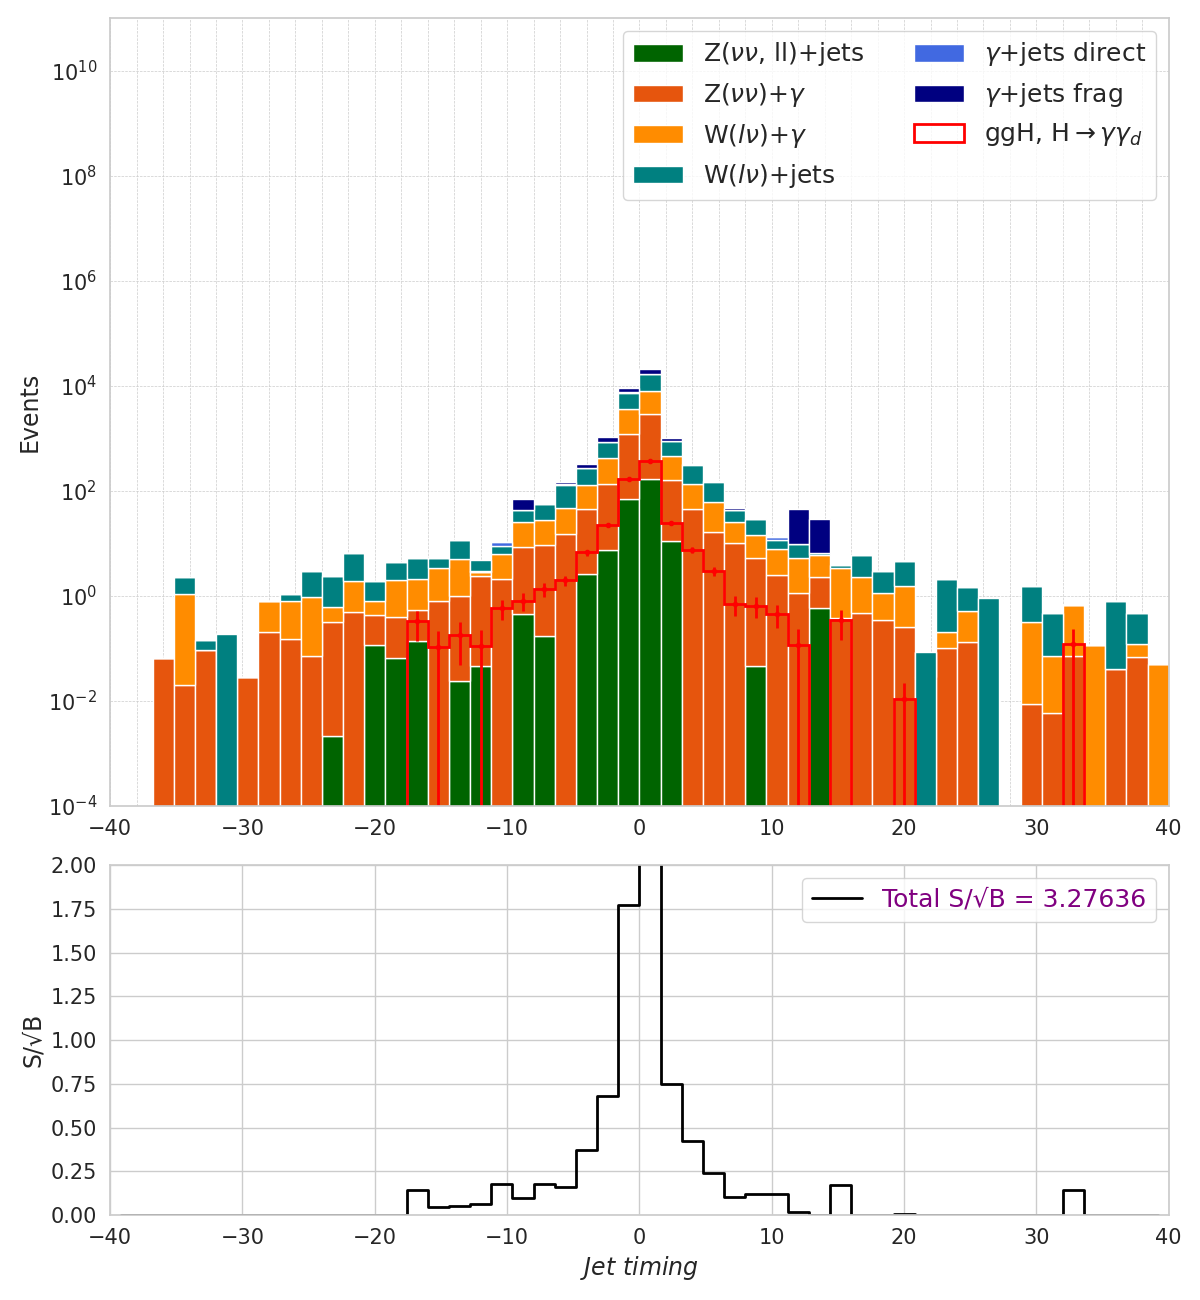 Z(νν, ll)+jets
Z(νν)+γ
W(lν)+γ
W(lν)+jets
γ+jets direct
γ+jets frag
ggH, H→γγ_d
10^10
10^8
10^6
10^4
10^2
10^0
10^−2
10^−4
Events
−40 −30 −20 −10 0 10 20 30 40
Total S/√B = 3.27636
2.00
1.75
1.50
1.25
1.00
0.75
0.50
0.25
0.00
S/√B
−40 −30 −20 −10 0 10 20 30 40
Jet timing